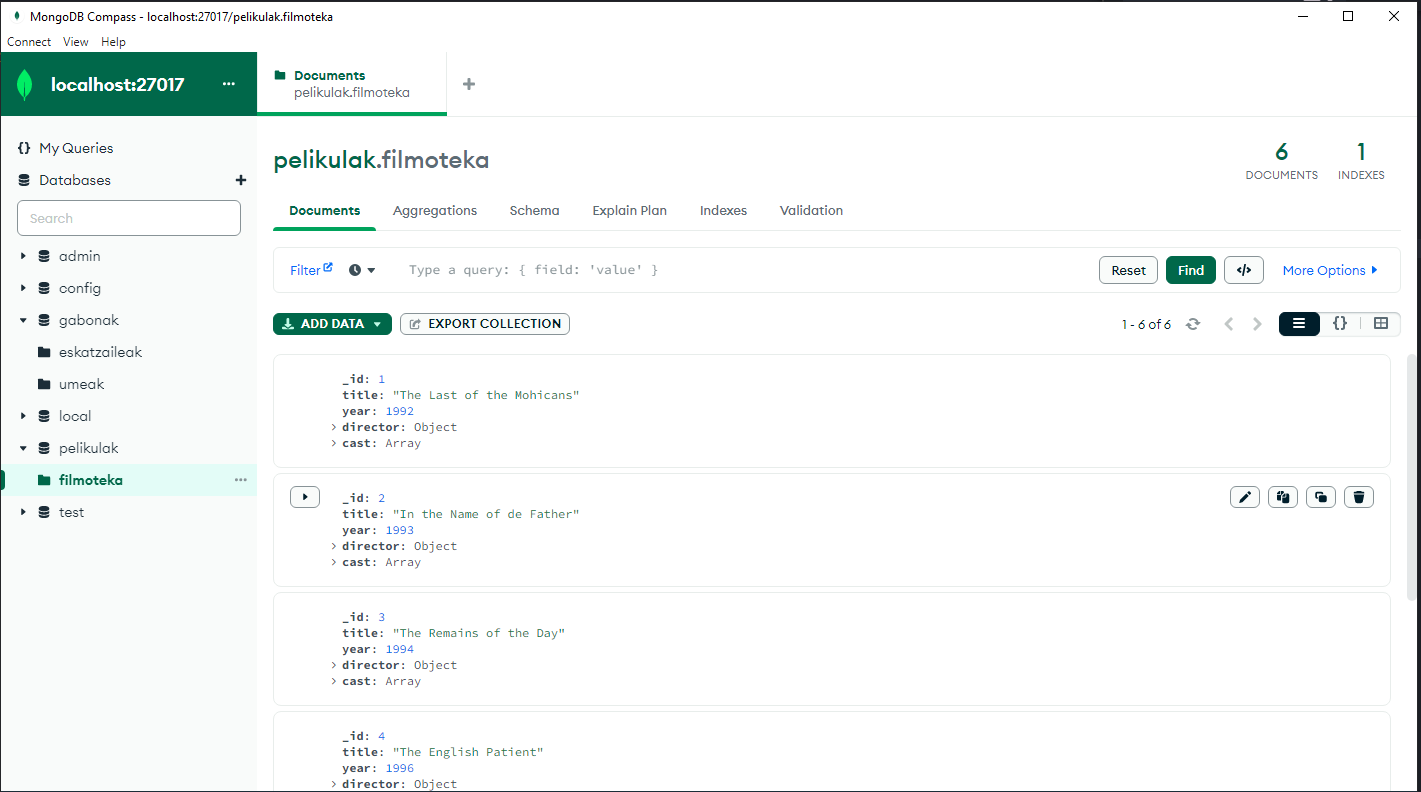 MongoDB Compass - localhost:27017/pelikulak.filmoteka
Connect View Help
localhost:27017 ...
Documents
pelikulak.filmoteka
+
{} My Queries
Databases +
Search
admin
config
gabonak
eskatzaileak
umeak
local
pelikulak
filmoteka ...
test
pelikulak.filmoteka
6
DOCUMENTS
1
INDEXES
Documents Aggregations Schema Explain Plan Indexes Validation
Filter Type a query: { field: 'value' } Reset Find </> More Options
ADD DATA EXPORT COLLECTION 1 - 6 of 6 {}
_id: 1
title: "The Last of the Mohicans"
year: 1992
> director: Object
> cast: Array
_id: 2
title: "In the Name of de Father"
year: 1993
> director: Object
> cast: Array
_id: 3
title: "The Remains of the Day"
year: 1994
> director: Object
> cast: Array
_id: 4
title: "The English Patient"
year: 1996
> director: Object